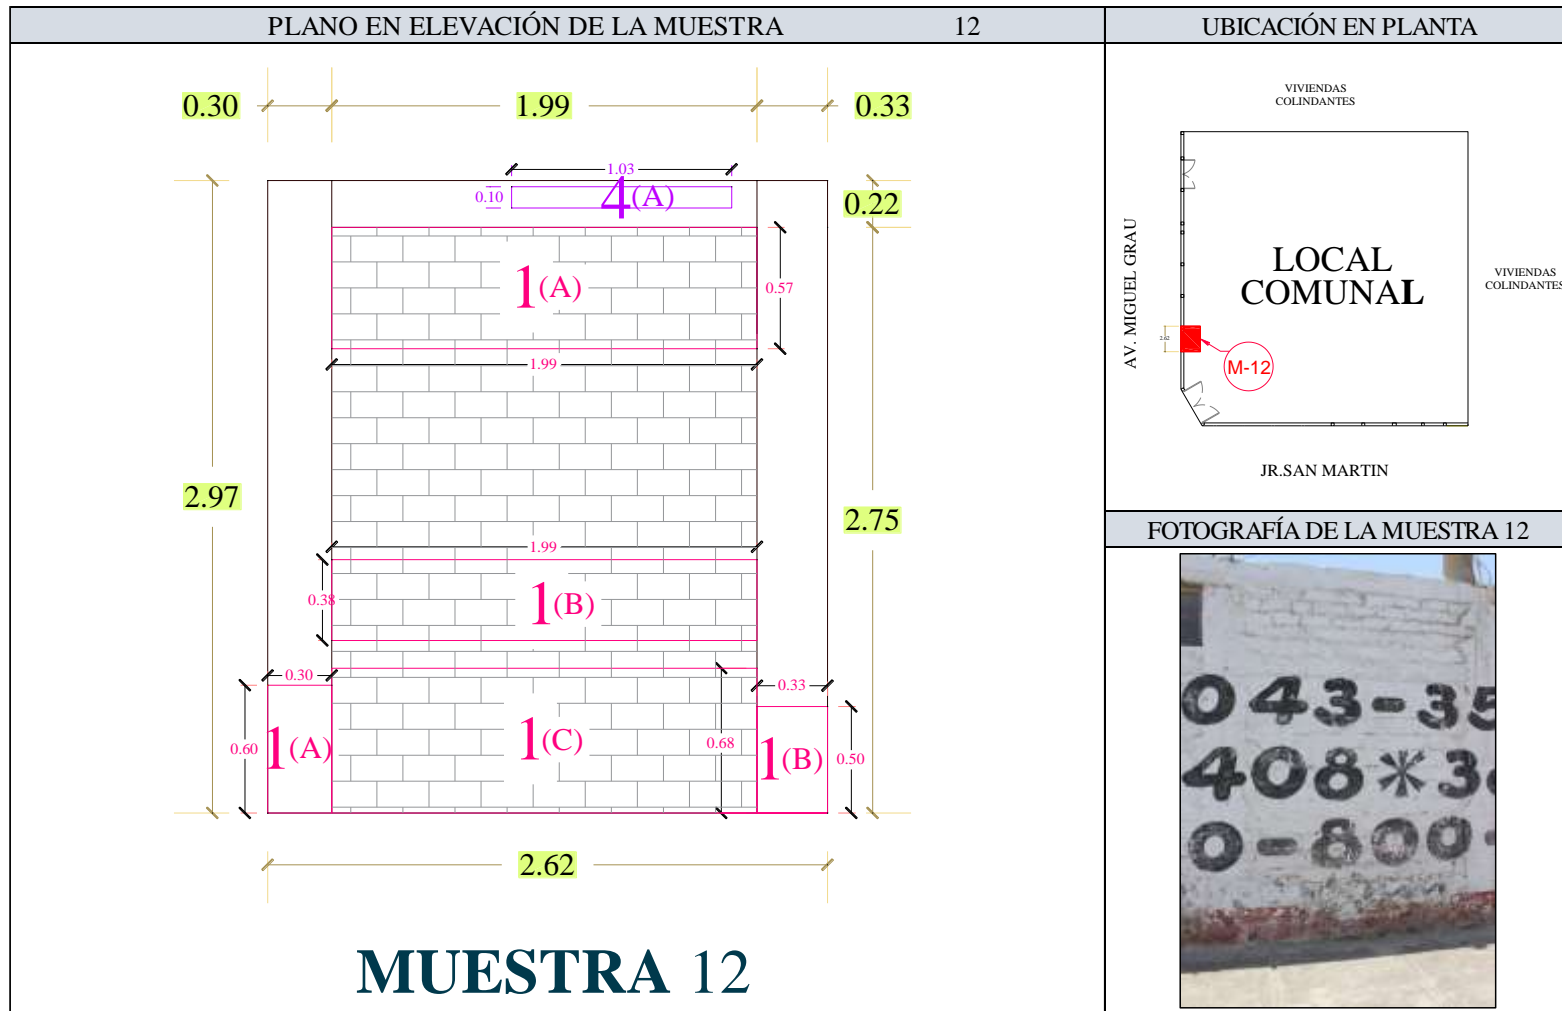 PLANO EN ELEVACIÓN DE LA MUESTRA 12
UBICACIÓN EN PLANTA
0.30
1.99
0.33
1.03
0.10
4(A)
0.22
1(A)
0.57
1.99
2.97
2.75
1.99
0.38
1(B)
0.30
0.33
0.60
1(A)
1(C)
0.68
1(B)
0.50
2.62
MUESTRA 12
VIVIENDAS
COLINDANTES
AV. MIGUEL GRAU
LOCAL
COMUNAL
VIVIENDAS
COLINDANTES
2.62
M-12
JR.SAN MARTIN
FOTOGRAFÍA DE LA MUESTRA 12
043-35
408*36
0-800-